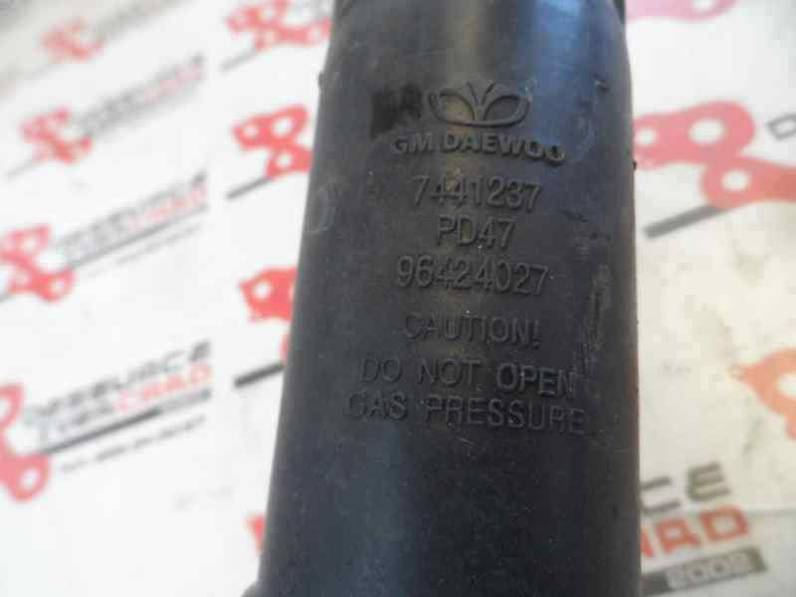 GM DAEWOO
7441237
PD47
96424027
CAUTION!
DO NOT OPEN
GAS PRESSURE